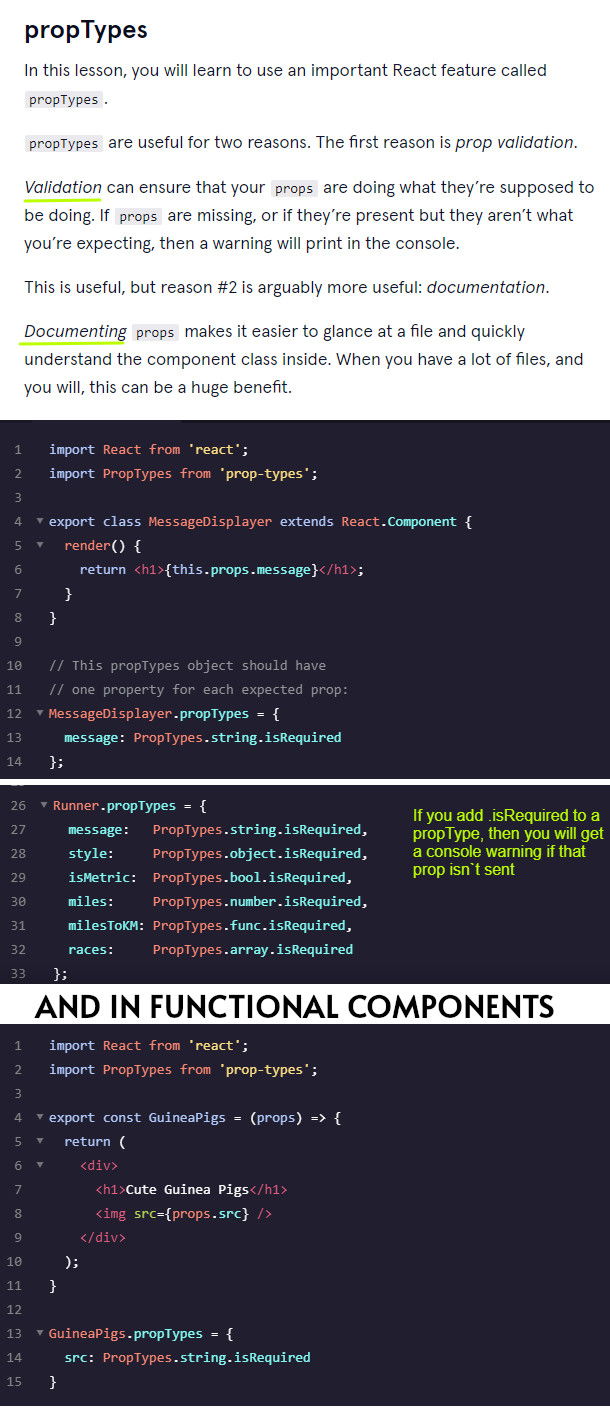 propTypes
In this lesson, you will learn to use an important React feature called
propTypes.
propTypes are useful for two reasons. The first reason is prop validation.
Validation can ensure that your props are doing what they’re supposed to
be doing. If props are missing, or if they’re present but they aren’t what
you’re expecting, then a warning will print in the console.
This is useful, but reason #2 is arguably more useful: documentation.
Documenting props makes it easier to glance at a file and quickly
understand the component class inside. When you have a lot of files, and
you will, this can be a huge benefit.
1 import React from 'react';
2 import PropTypes from 'prop-types';
3
4 export class MessageDisplayer extends React.Component {
5 render() {
6 return <h1>{this.props.message}</h1>;
7 }
8 }
9
10 // This propTypes object should have
11 // one property for each expected prop:
12 MessageDisplayer.propTypes = {
13 message: PropTypes.string.isRequired
14 };
26 Runner.propTypes = {
27 message: PropTypes.string.isRequired,
28 style: PropTypes.object.isRequired,
29 isMetric: PropTypes.bool.isRequired,
30 miles: PropTypes.number.isRequired,
31 milesToKM: PropTypes.func.isRequired,
32 races: PropTypes.array.isRequired
33 };
If you add .isRequired to a
propType, then you will get
a console warning if that
prop isn`t sent
AND IN FUNCTIONAL COMPONENTS
1 import React from 'react';
2 import PropTypes from 'prop-types';
3
4 export const GuineaPigs = (props) => {
5 return (
6 <div>
7 <h1>Cute Guinea Pigs</h1>
8 <img src={props.src} />
9 </div>
10 );
11 }
12
13 GuineaPigs.propTypes = {
14 src: PropTypes.string.isRequired
15 }